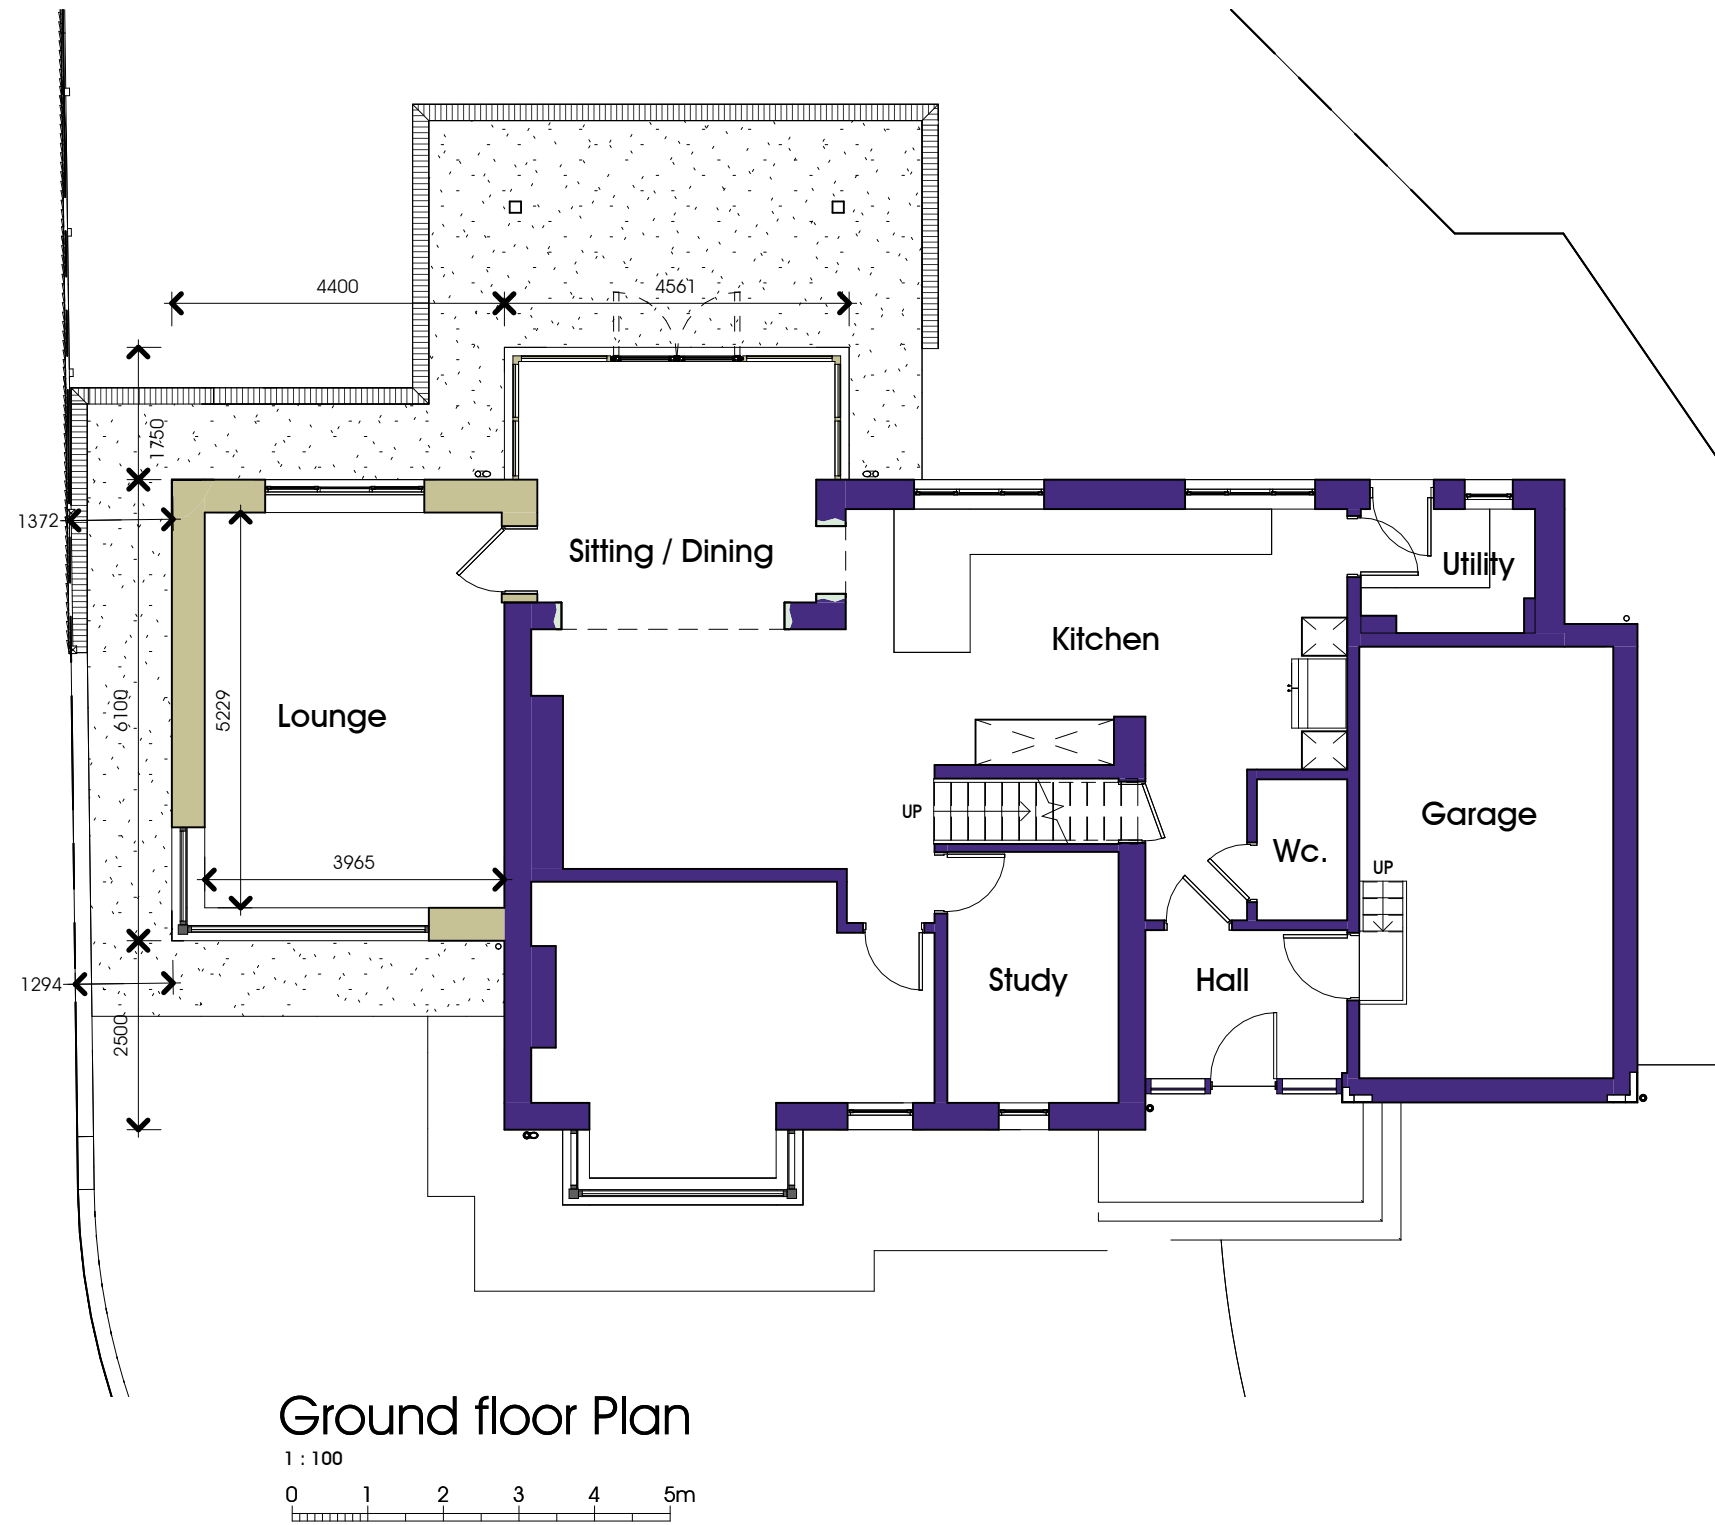 4400
4561
1750
1372
Sitting / Dining
Utility
Kitchen
6100
5229
Lounge
UP
Garage
3965
Wc.
UP
1294
Study
Hall
2500
Ground floor Plan
1 : 100
0 1 2 3 4 5m